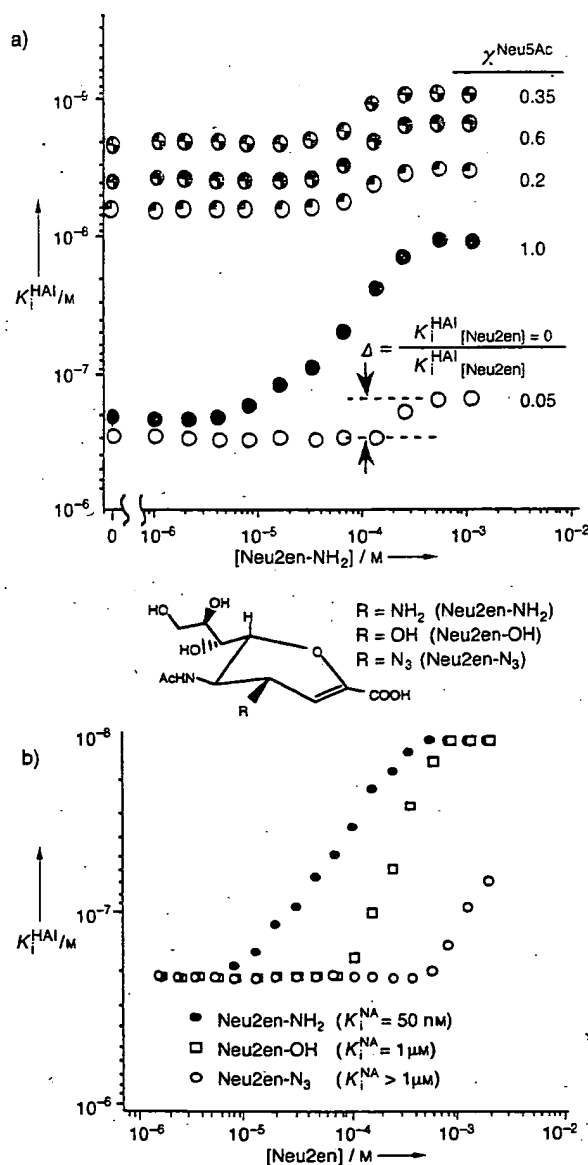 a)
χ^Neu5Ac
10⁻⁹
0.35
0.6
0.2
K_i^HAI/M
1.0
Δ = K_i^HAI [Neu2en] = 0
K_i^HAI [Neu2en]
10⁻⁷
0.05
10⁻⁶
0 10⁻⁶ 10⁻⁵ 10⁻⁴ 10⁻³ 10⁻²
[Neu2en-NH₂] / M
HO OH H
HO O
AcHN COOH
R
R = NH₂ (Neu2en-NH₂)
R = OH (Neu2en-OH)
R = N₃ (Neu2en-N₃)
b)
10⁻⁸
K_i^HAI/M
10⁻⁷
Neu2en-NH₂ (K_i^NA = 50 nM)
Neu2en-OH (K_i^NA = 1 μM)
Neu2en-N₃ (K_i^NA > 1 μM)
10⁻⁶
10⁻⁶ 10⁻⁵ 10⁻⁴ 10⁻³ 10⁻²
[Neu2en] / M